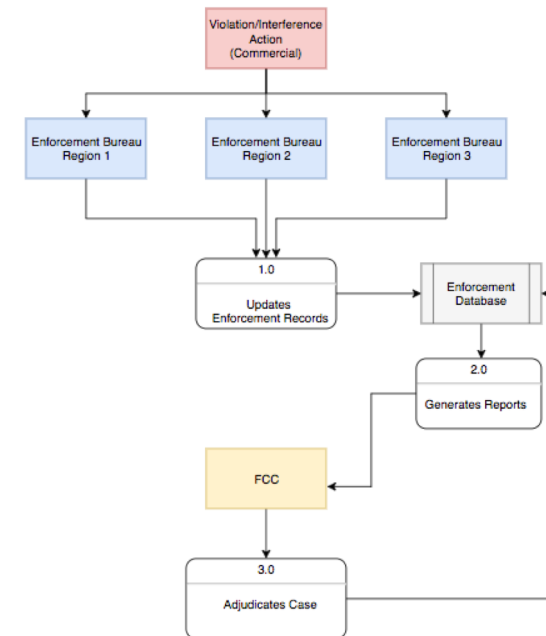 Violation/Interference
Action
(Commercial)
Enforcement Bureau
Region 1
Enforcement Bureau
Region 2
Enforcement Bureau
Region 3
1.0
Updates
Enforcement Records
Enforcement
Database
2.0
Generates Reports
FCC
3.0
Adjudicates Case